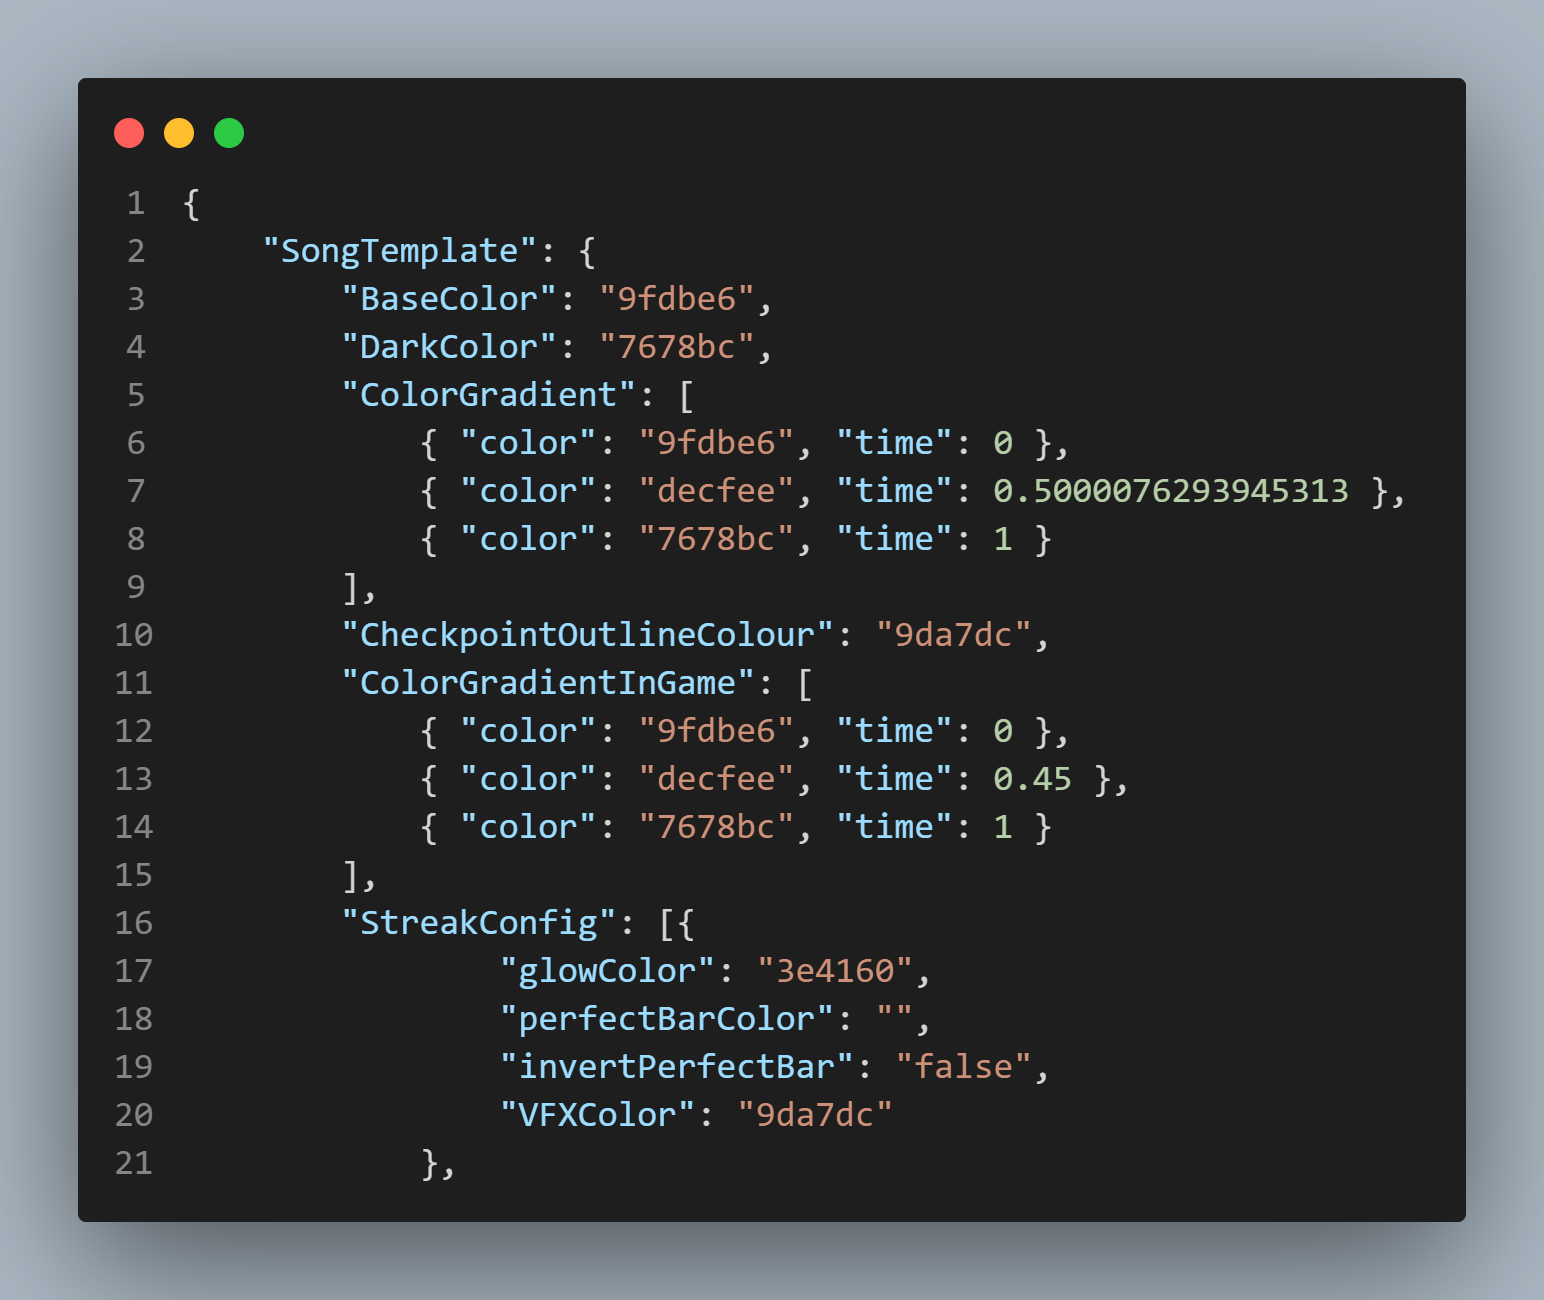 1 {
2     "SongTemplate": {
3         "BaseColor": "9fdbe6",
4         "DarkColor": "7678bc",
5         "ColorGradient": [
6             { "color": "9fdbe6", "time": 0 },
7             { "color": "decfee", "time": 0.5000076293945313 },
8             { "color": "7678bc", "time": 1 }
9         ],
10         "CheckpointOutlineColour": "9da7dc",
11         "ColorGradientInGame": [
12             { "color": "9fdbe6", "time": 0 },
13             { "color": "decfee", "time": 0.45 },
14             { "color": "7678bc", "time": 1 }
15         ],
16         "StreakConfig": [{
17                 "glowColor": "3e4160",
18                 "perfectBarColor": "",
19                 "invertPerfectBar": "false",
20                 "VFXColor": "9da7dc"
21             },